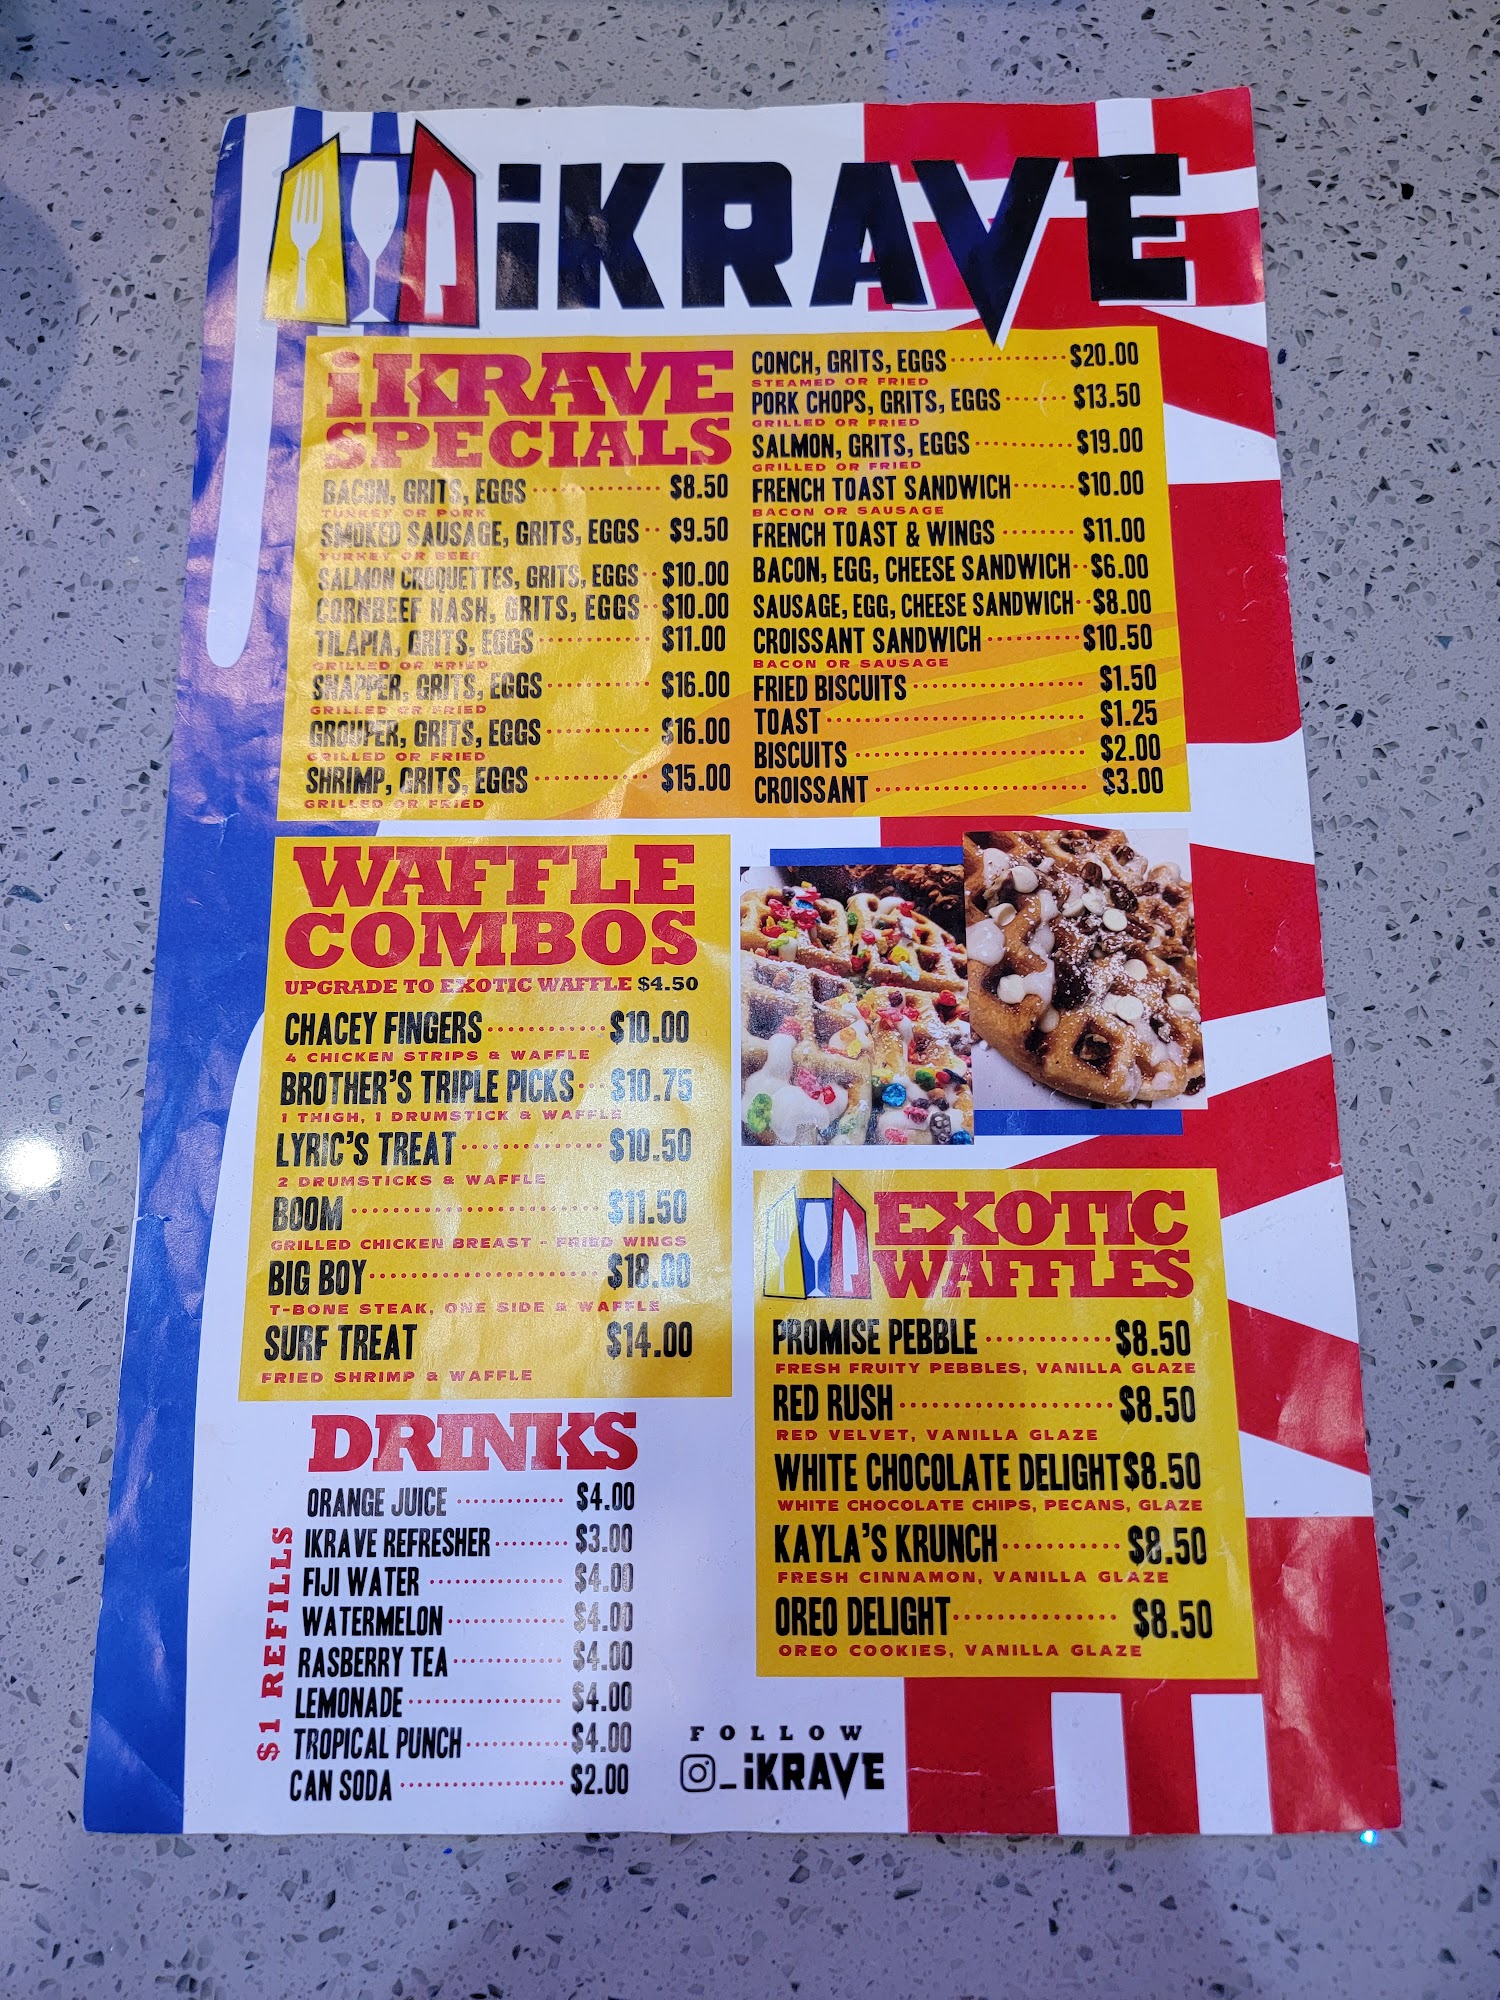 iKRAVE
iKRAVE
SPECIALS
BACON, GRITS, EGGS $8.50
TURKEY OR PORK
SMOKED SAUSAGE, GRITS, EGGS $9.50
TURKEY OR BEEF
SALMON CROQUETTES, GRITS, EGGS $10.00
CORNBEEF HASH, GRITS, EGGS $10.00
TILAPIA, GRITS, EGGS $11.00
GRILLED OR FRIED
SNAPPER, GRITS, EGGS $16.00
GRILLED OR FRIED
GROUPER, GRITS, EGGS $16.00
GRILLED OR FRIED
SHRIMP, GRITS, EGGS $15.00
GRILLED OR FRIED
CONCH, GRITS, EGGS $20.00
STEAMED OR FRIED
PORK CHOPS, GRITS, EGGS $13.50
GRILLED OR FRIED
SALMON, GRITS, EGGS $19.00
GRILLED OR FRIED
FRENCH TOAST SANDWICH $10.00
BACON OR SAUSAGE
FRENCH TOAST & WINGS $11.00
BACON, EGG, CHEESE SANDWICH $6.00
SAUSAGE, EGG, CHEESE SANDWICH $8.00
CROISSANT SANDWICH $10.50
BACON OR SAUSAGE
FRIED BISCUITS $1.50
TOAST $1.25
BISCUITS $2.00
CROISSANT $3.00
WAFFLE
COMBOS
UPGRADE TO EXOTIC WAFFLE $4.50
CHACEY FINGERS $10.00
4 CHICKEN STRIPS & WAFFLE
BROTHER'S TRIPLE PICKS $10.75
1 THIGH, 1 DRUMSTICK & WAFFLE
LYRIC'S TREAT $10.50
2 DRUMSTICKS & WAFFLE
BOOM $11.50
GRILLED CHICKEN BREAST - FRIED WINGS
BIG BOY $18.00
T-BONE STEAK, ONE SIDE & WAFFLE
SURF TREAT $14.00
FRIED SHRIMP & WAFFLE
EXOTIC
WAFFLES
PROMISE PEBBLE $8.50
FRESH FRUITY PEBBLES, VANILLA GLAZE
RED RUSH $8.50
RED VELVET, VANILLA GLAZE
WHITE CHOCOLATE DELIGHT $8.50
WHITE CHOCOLATE CHIPS, PECANS, GLAZE
KAYLA'S KRUNCH $8.50
FRESH CINNAMON, VANILLA GLAZE
OREO DELIGHT $8.50
OREO COOKIES, VANILLA GLAZE
DRINKS
$1 REFILLS
ORANGE JUICE $4.00
IKRAVE REFRESHER $3.00
FIJI WATER $4.00
WATERMELON $4.00
RASBERRY TEA $4.00
LEMONADE $4.00
TROPICAL PUNCH $4.00
CAN SODA $2.00
FOLLOW
_iKRAVE